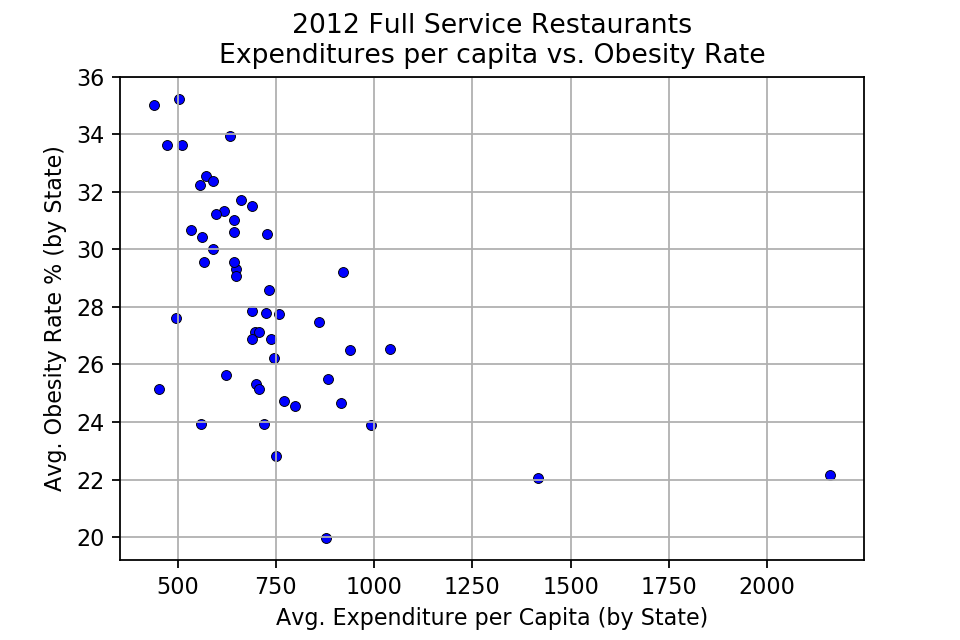 2012 Full Service Restaurants
Expenditures per capita vs. Obesity Rate
36
34
32
30
28
26
24
22
20
Avg. Obesity Rate % (by State)
500 750 1000 1250 1500 1750 2000
Avg. Expenditure per Capita (by State)